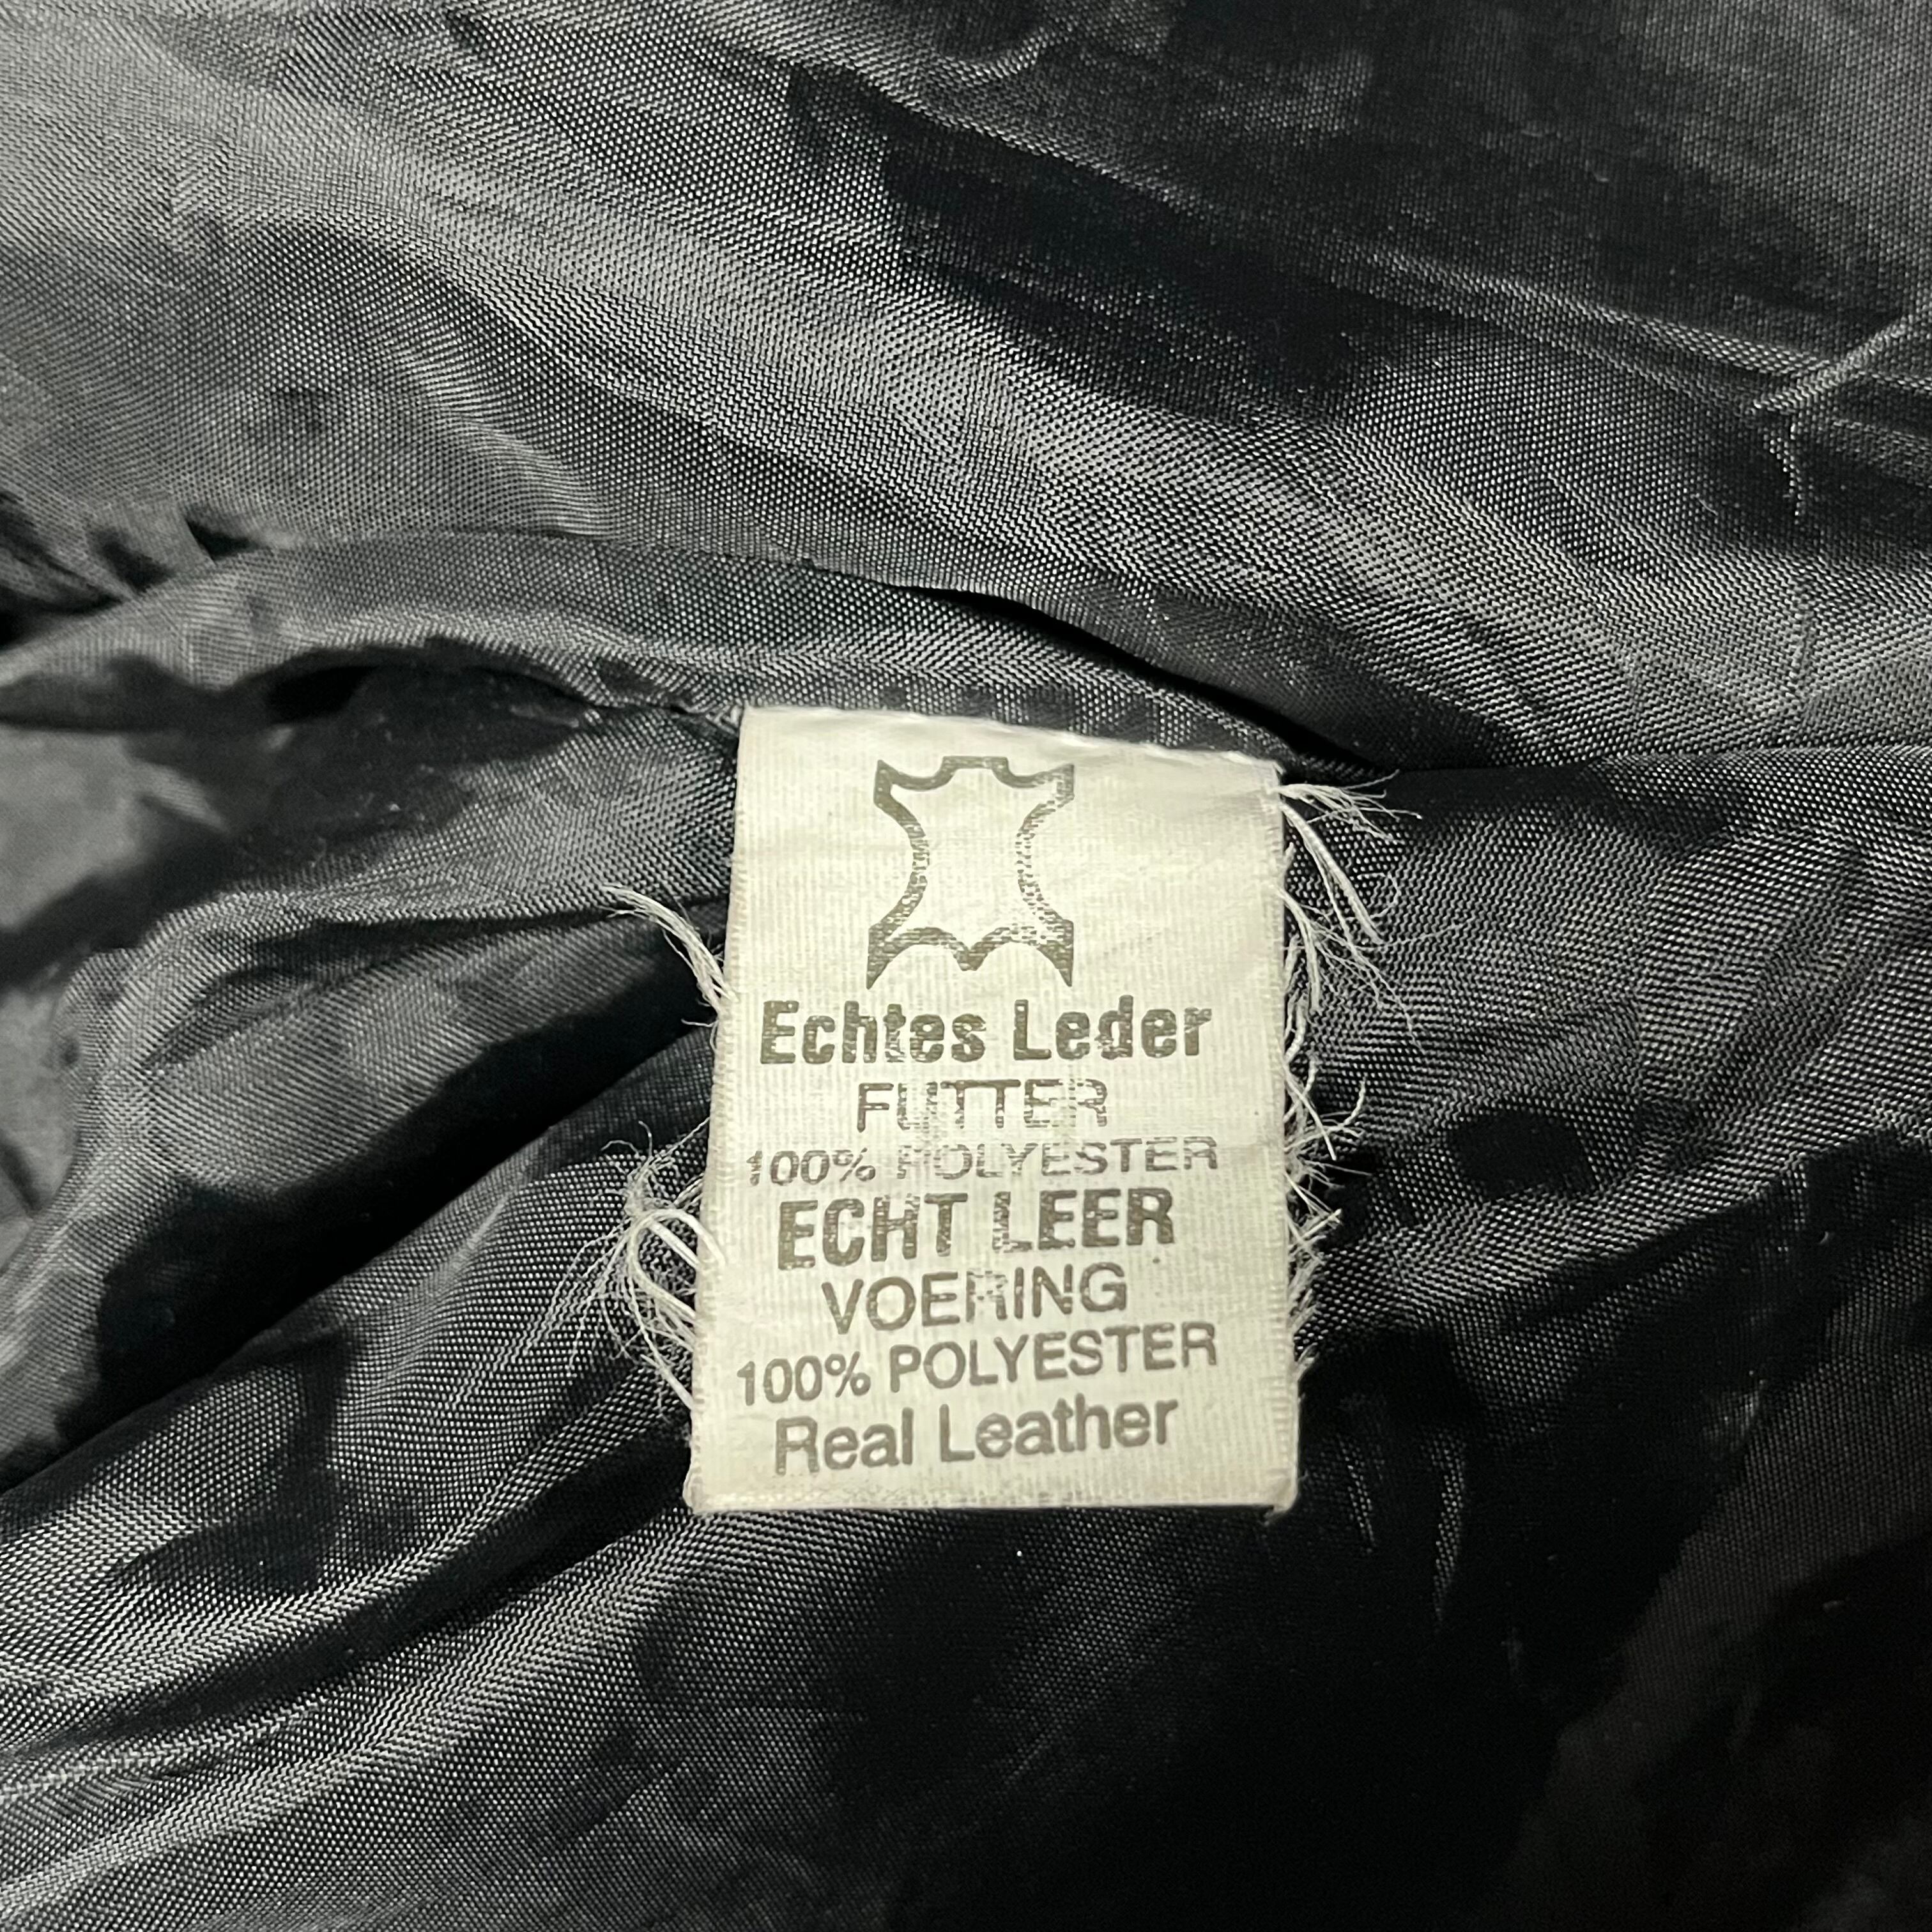 Echtes Leder
FUTTER
100% POLYESTER
ECHT LEER
VOERING
100% POLYESTER
Real Leather